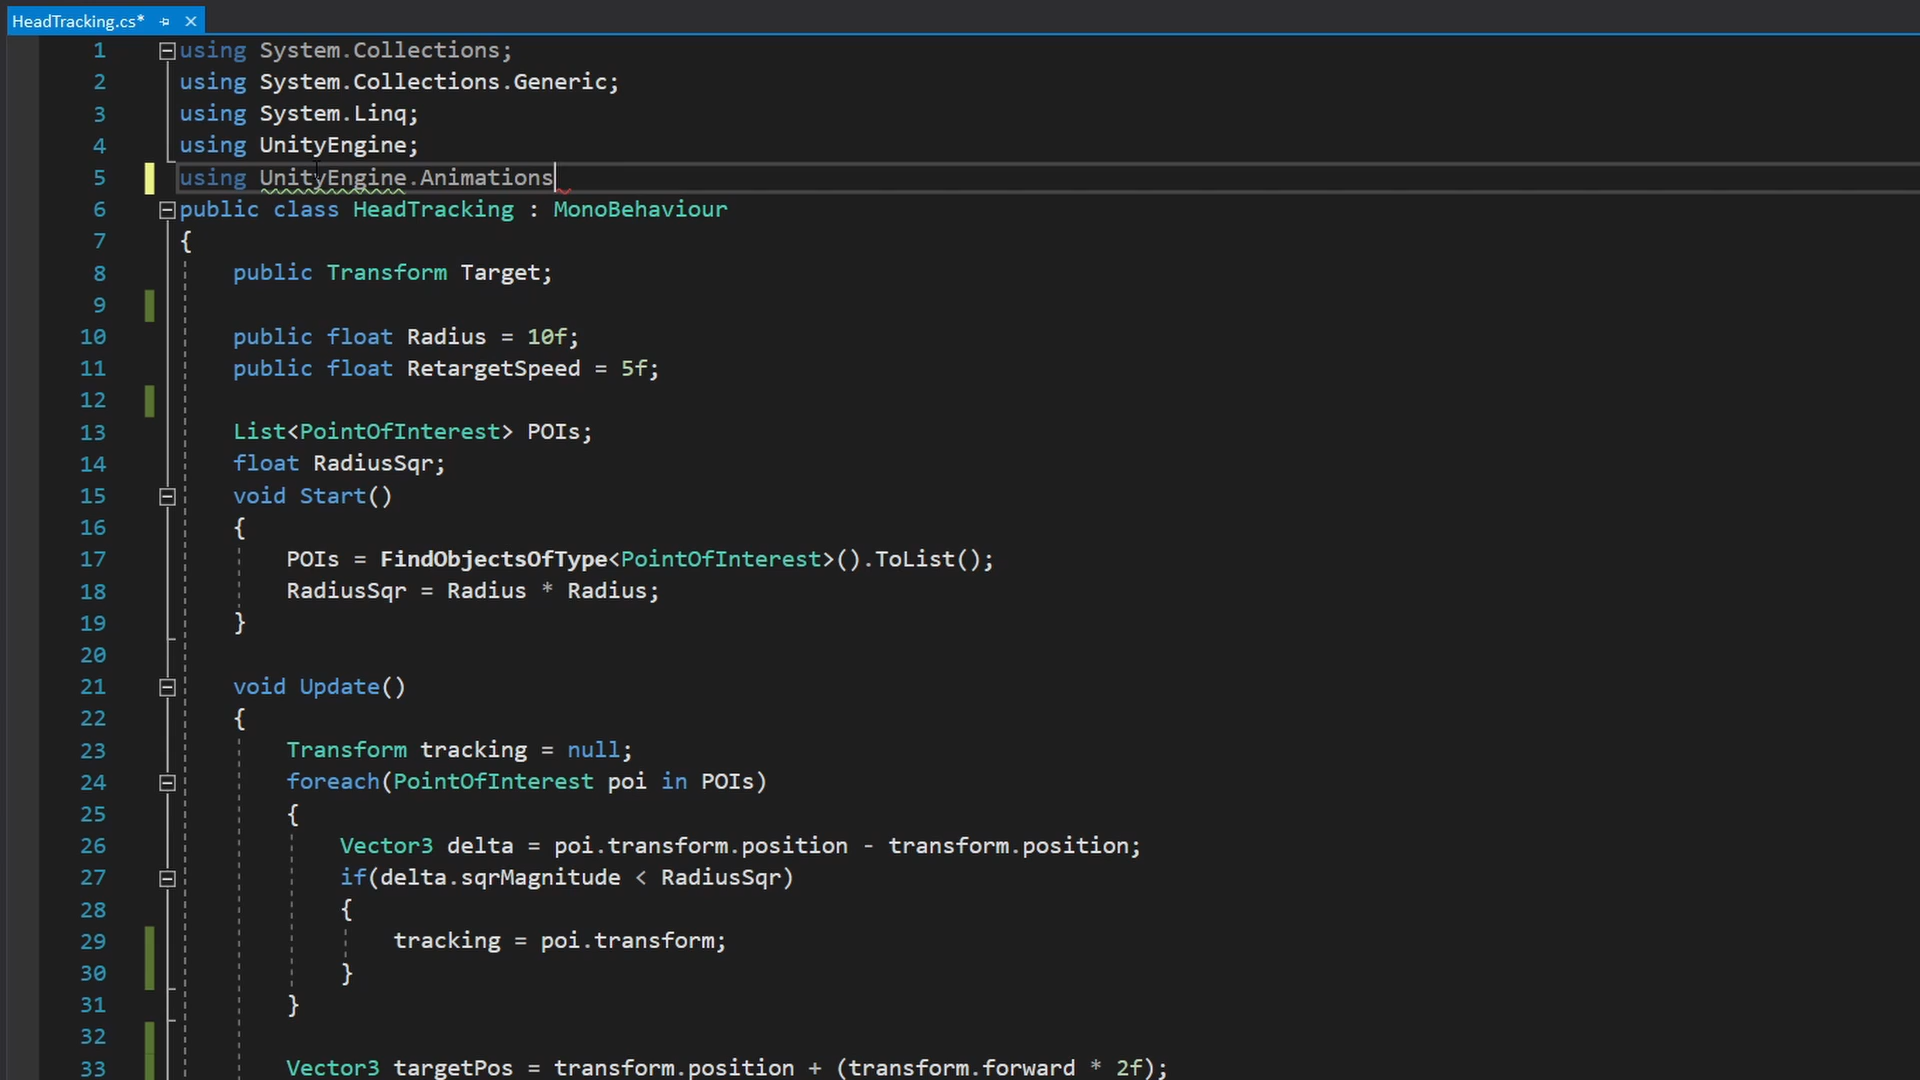 HeadTracking.cs*
1 using System.Collections;
2 using System.Collections.Generic;
3 using System.Linq;
4 using UnityEngine;
5 using UnityEngine.Animations
6 public class HeadTracking : MonoBehaviour
7 {
8 public Transform Target;
9
10 public float Radius = 10f;
11 public float RetargetSpeed = 5f;
12
13 List<PointOfInterest> POIs;
14 float RadiusSqr;
15 void Start()
16 {
17 POIs = FindObjectsOfType<PointOfInterest>().ToList();
18 RadiusSqr = Radius * Radius;
19 }
20
21 void Update()
22 {
23 Transform tracking = null;
24 foreach(PointOfInterest poi in POIs)
25 {
26 Vector3 delta = poi.transform.position - transform.position;
27 if(delta.sqrMagnitude < RadiusSqr)
28 {
29 tracking = poi.transform;
30 }
31 }
32
33 Vector3 targetPos = transform.position + (transform.forward * 2f);